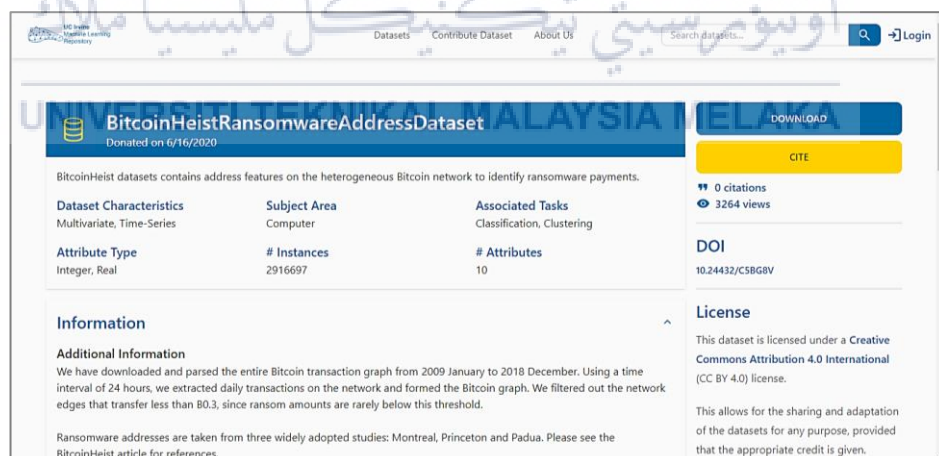 اونيۏرسيتي تيكنيكل مليسيا ملاك
UC Irvine
Machine Learning
Repository
Datasets Contribute Dataset About Us Search datasets... Login
UNIVERSITI TEKNIKAL MALAYSIA MELAKA
BitcoinHeistRansomwareAddressDataset
Donated on 6/16/2020
DOWNLOAD
CITE
BitcoinHeist datasets contains address features on the heterogeneous Bitcoin network to identify ransomware payments.
0 citations
3264 views
Dataset Characteristics Subject Area Associated Tasks
Multivariate, Time-Series Computer Classification, Clustering
Attribute Type # Instances # Attributes
Integer, Real 2916697 10
DOI
10.24432/C5BG8V
Information
Additional Information
We have downloaded and parsed the entire Bitcoin transaction graph from 2009 January to 2018 December. Using a time
interval of 24 hours, we extracted daily transactions on the network and formed the Bitcoin graph. We filtered out the network
edges that transfer less than B0.3, since ransom amounts are rarely below this threshold.
Ransomware addresses are taken from three widely adopted studies: Montreal, Princeton and Padua. Please see the
BitcoinHeist article for references.
License
This dataset is licensed under a Creative
Commons Attribution 4.0 International
(CC BY 4.0) license.
This allows for the sharing and adaptation
of the datasets for any purpose, provided
that the appropriate credit is given.